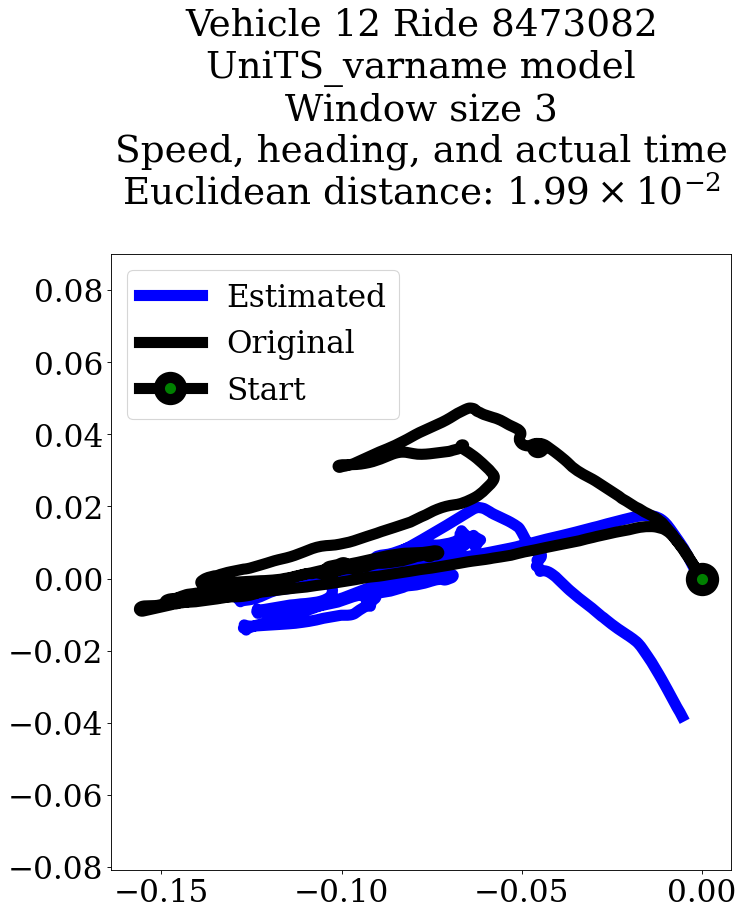 Vehicle 12 Ride 8473082
UniTS_varname model
Window size 3
Speed, heading, and actual time
Euclidean distance: 1.99 × 10⁻²
Estimated
Original
Start
0.08
0.06
0.04
0.02
0.00
−0.02
−0.04
−0.06
−0.08
−0.15 −0.10 −0.05 0.00